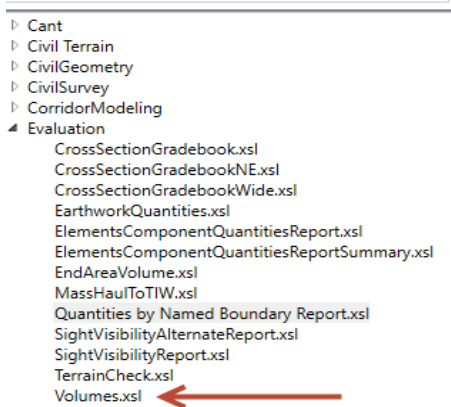 Cant
Civil Terrain
CivilGeometry
CivilSurvey
CorridorModeling
Evaluation
CrossSectionGradebook.xsl
CrossSectionGradebookNE.xsl
CrossSectionGradebookWide.xsl
EarthworkQuantities.xsl
ElementsComponentQuantitiesReport.xsl
ElementsComponentQuantitiesReportSummary.xsl
EndAreaVolume.xsl
MassHaulToTIW.xsl
Quantities by Named Boundary Report.xsl
SightVisibilityAlternateReport.xsl
SightVisibilityReport.xsl
TerrainCheck.xsl
Volumes.xsl